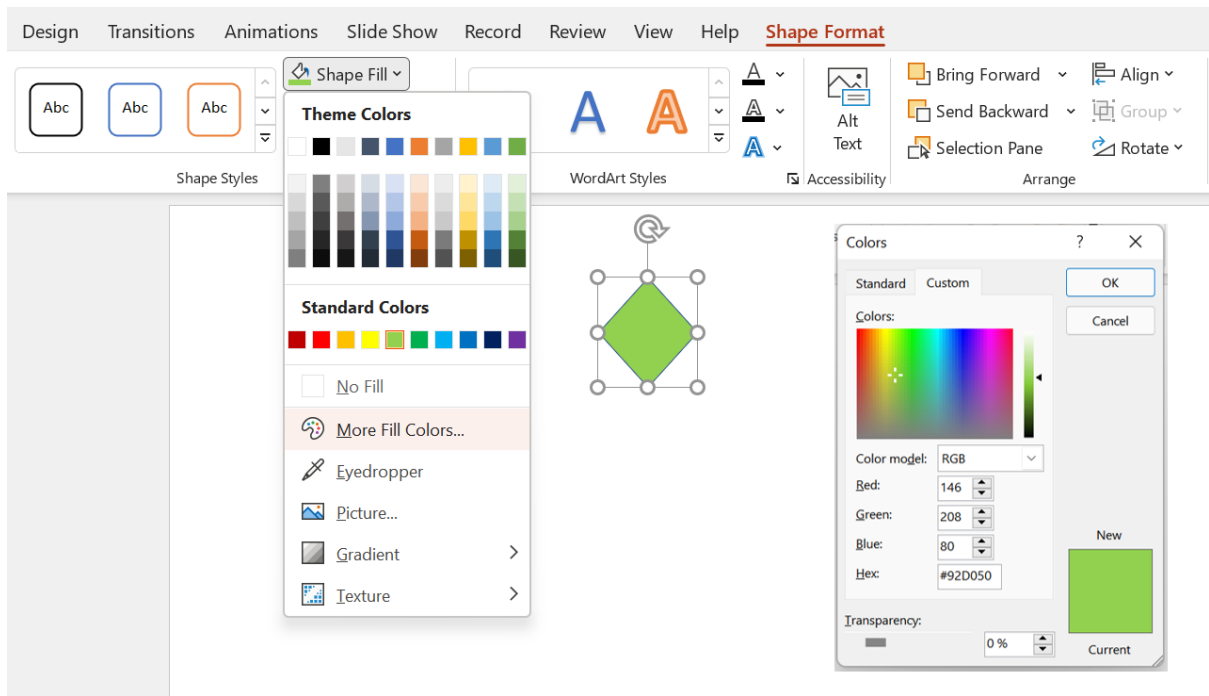 Design Transitions Animations Slide Show Record Review View Help Shape Format
Abc Abc Abc
Shape Fill
Shape Styles
Theme Colors
Standard Colors
No Fill
More Fill Colors...
Eyedropper
Picture...
Gradient
Texture
A A
A
A
A
WordArt Styles
Alt
Text
Accessibility
Bring Forward
Send Backward
Selection Pane
Align
Group
Rotate
Arrange
Colors ?
Standard Custom
OK
Cancel
Colors:
Color model: RGB
Red: 146
Green: 208
Blue: 80
Hex: #92D050
Transparency:
0 %
New
Current